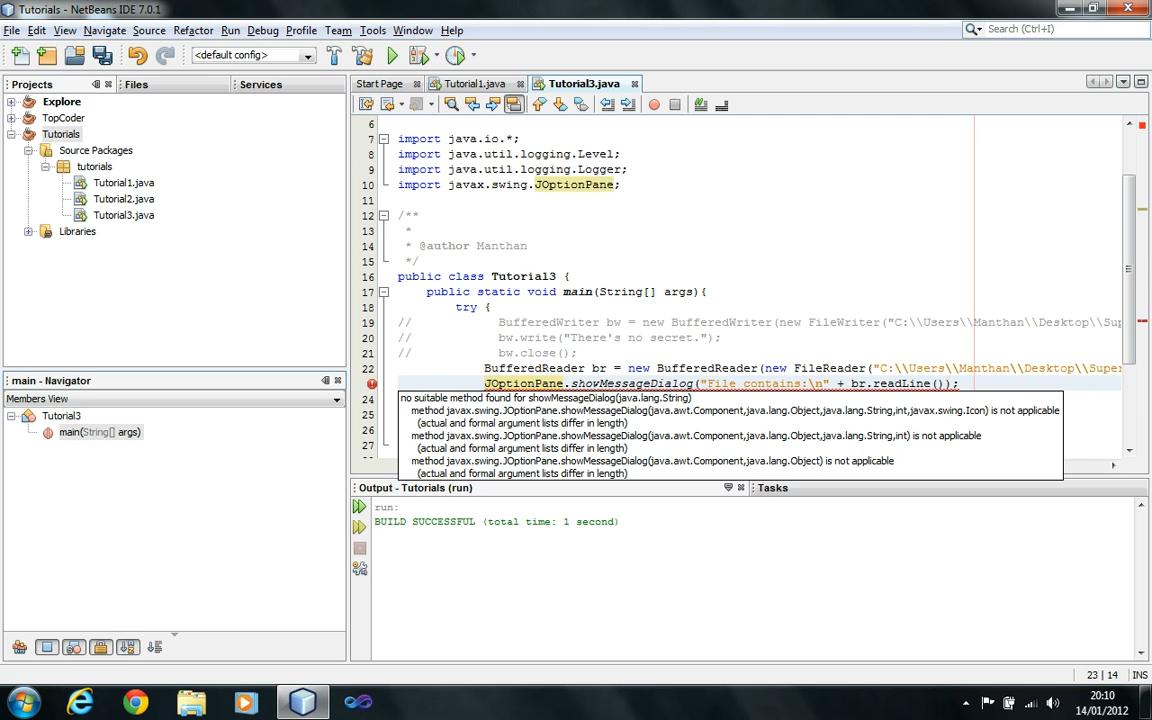 Tutorials - NetBeans IDE 7.0.1
File Edit View Navigate Source Refactor Run Debug Profile Team Tools Window Help
Search (Ctrl+I)
<default config>
Projects Files Services
Explore
TopCoder
Tutorials
Source Packages
tutorials
Tutorial1.java
Tutorial2.java
Tutorial3.java
Libraries
main - Navigator
Members View
Tutorial3
main(String[] args)
Start Page Tutorial1.java Tutorial3.java
6
7 import java.io.*;
8 import java.util.logging.Level;
9 import java.util.logging.Logger;
10 import javax.swing.JOptionPane;
11
12 /**
13 *
14 * @author Manthan
15 */
16 public class Tutorial3 {
17 public static void main(String[] args){
18 try {
19 // BufferedWriter bw = new BufferedWriter(new FileWriter("C:\\Users\\Manthan\\Desktop\\Sup
20 // bw.write("There's no secret.");
21 // bw.close();
22 BufferedReader br = new BufferedReader(new FileReader("C:\\Users\\Manthan\\Desktop\\Super
JOptionPane.showMessageDialog("File contains:\n" + br.readLine());
24
25
26
27
no suitable method found for showMessageDialog(java.lang.String)
method javax.swing.JOptionPane.showMessageDialog(java.awt.Component,java.lang.Object,java.lang.String,int,javax.swing.Icon) is not applicable
(actual and formal argument lists differ in length)
method javax.swing.JOptionPane.showMessageDialog(java.awt.Component,java.lang.Object,java.lang.String,int) is not applicable
(actual and formal argument lists differ in length)
method javax.swing.JOptionPane.showMessageDialog(java.awt.Component,java.lang.Object) is not applicable
(actual and formal argument lists differ in length)
Output - Tutorials (run) Tasks
run:
BUILD SUCCESSFUL (total time: 1 second)
23 | 14 INS
20:10
14/01/2012